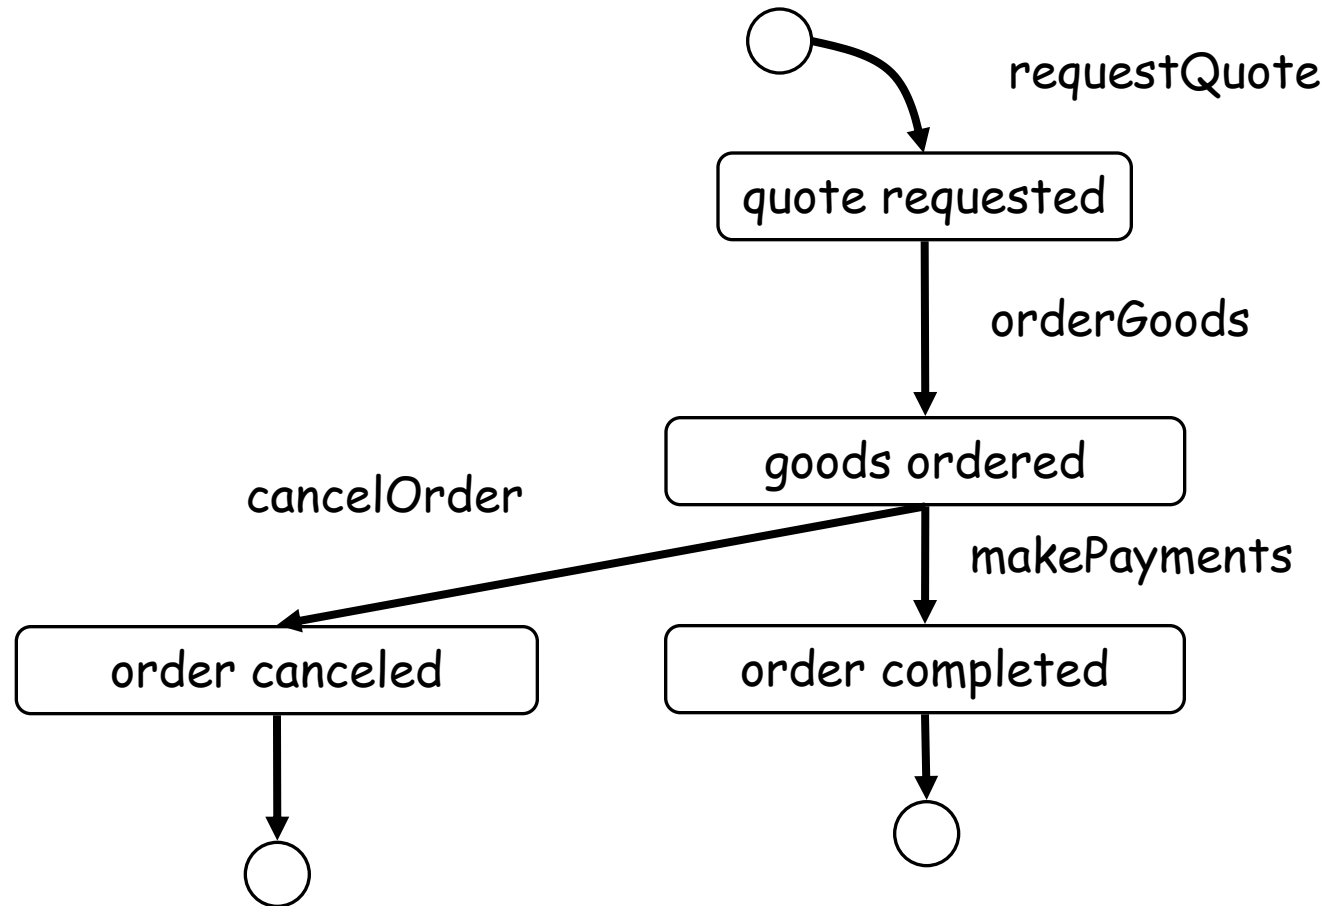 requestQuote
quote requested
orderGoods
goods ordered
cancelOrder
makePayments
order canceled
order completed